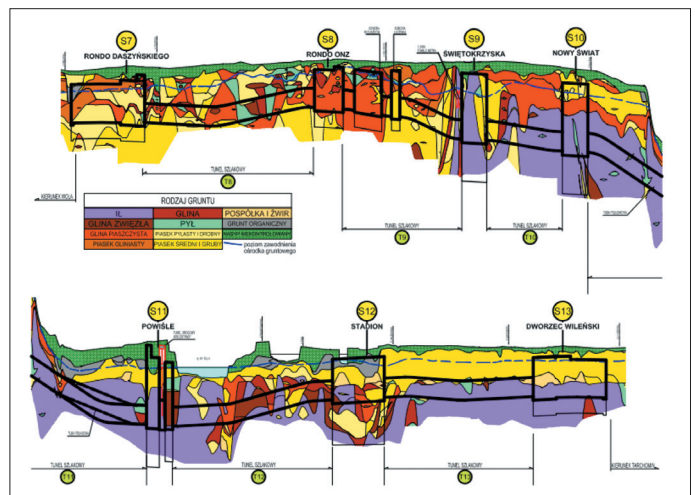 S7
RONDO DASZYŃSKIEGO
S8
RONDO ONZ
S9
ŚWIĘTOKRZYSKA
S10
NOWY ŚWIAT
KIERUNEK WOLA
TUNEL SZLAKOWY
T8
TUNEL SZLAKOWY
T9
TUNEL SZLAKOWY
T10
RODZAJ GRUNTU
IŁ
GLINA
POSPÓŁKA I ŻWIR
GLINA ZWIĘZŁA
PYŁ
GRUNT ORGANICZNY
GLINA PIASZCZYSTA
PIASEK PYLASTY I DROBNY
NASYP NIEKONTROLOWANY
PIASEK GLINIASTY
PIASEK ŚREDNI I GRUBY
poziom zawodnienia
ośrodka gruntowego
S11
POWIŚLE
S12
STADION
S13
DWORZEC WILEŃSKI
TUNEL SZLAKOWY
T11
TUNEL SZLAKOWY
T12
TUNEL SZLAKOWY
T13
KIERUNEK TARCHOMIN